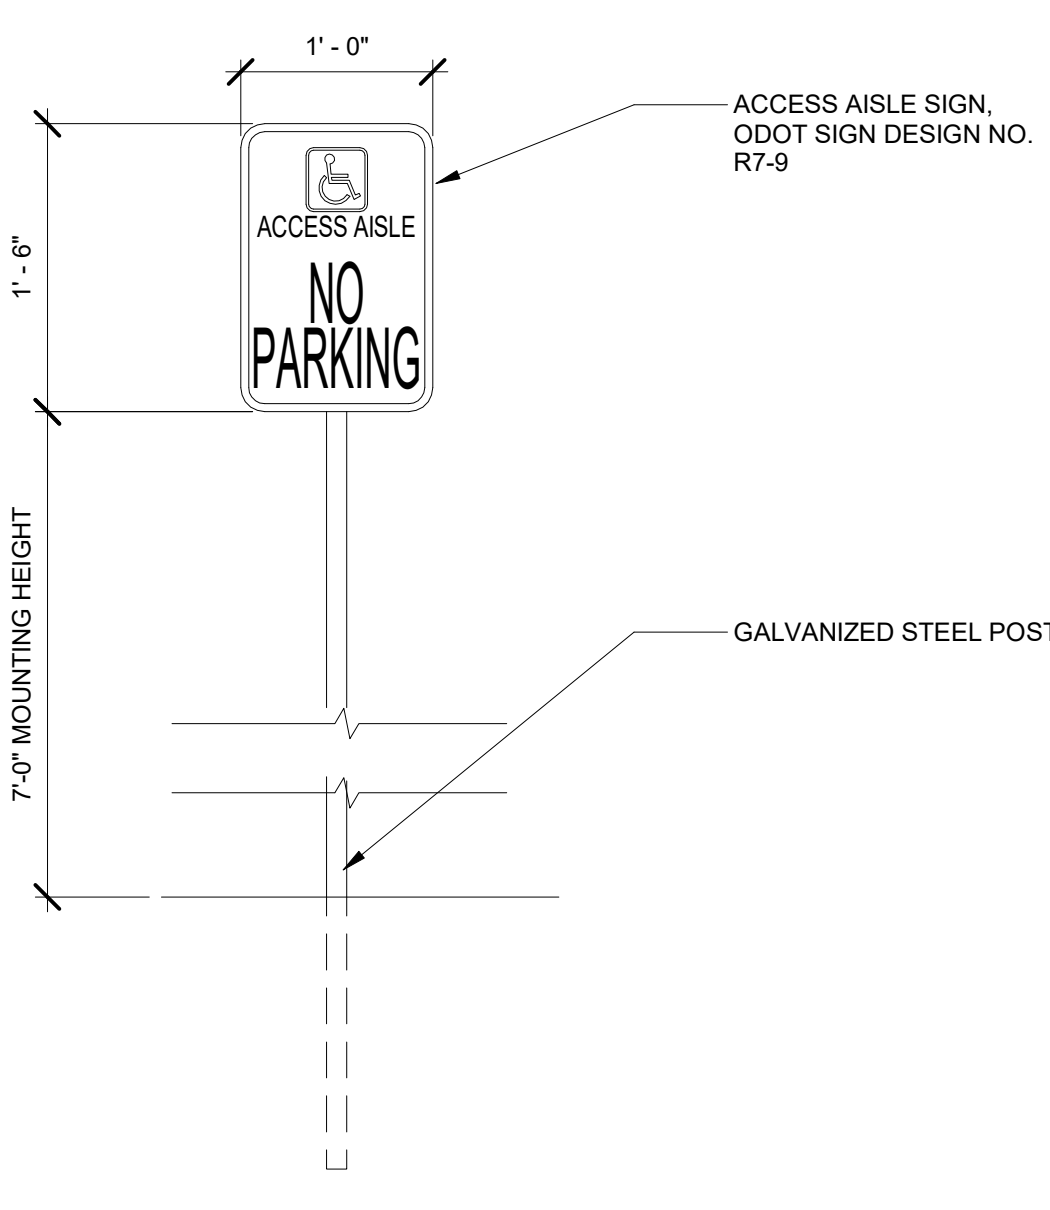 1' - 0"
ACCESS AISLE SIGN,
ODOT SIGN DESIGN NO.
R7-9
1' - 6"
ACCESS AISLE
NO
PARKING
7'-0" MOUNTING HEIGHT
GALVANIZED STEEL POST